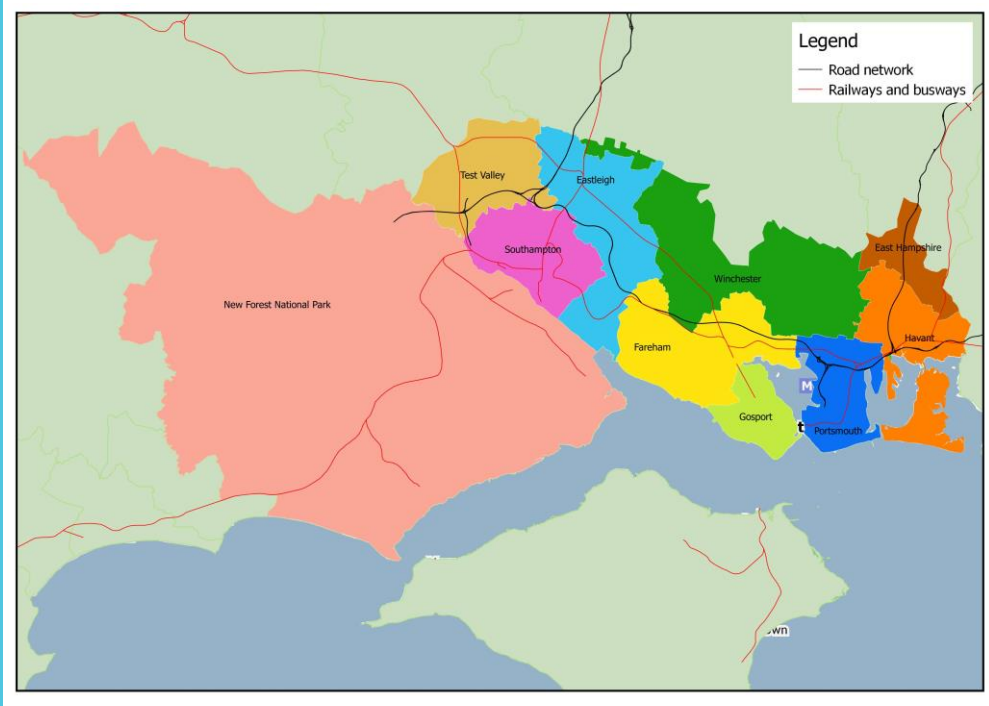 Legend
Road network
Railways and busways
Test Valley
Eastleigh
Southampton
East Hampshire
Winchester
New Forest National Park
Havant
Fareham
M
Gosport
t
Portsmouth
wn